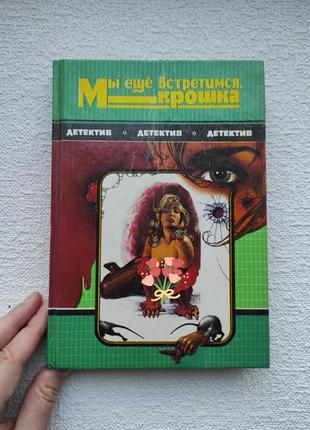 Мы ещё встретимся,
крошка
ДЕТЕКТИВ ДЕТЕКТИВ ДЕТЕКТИВ